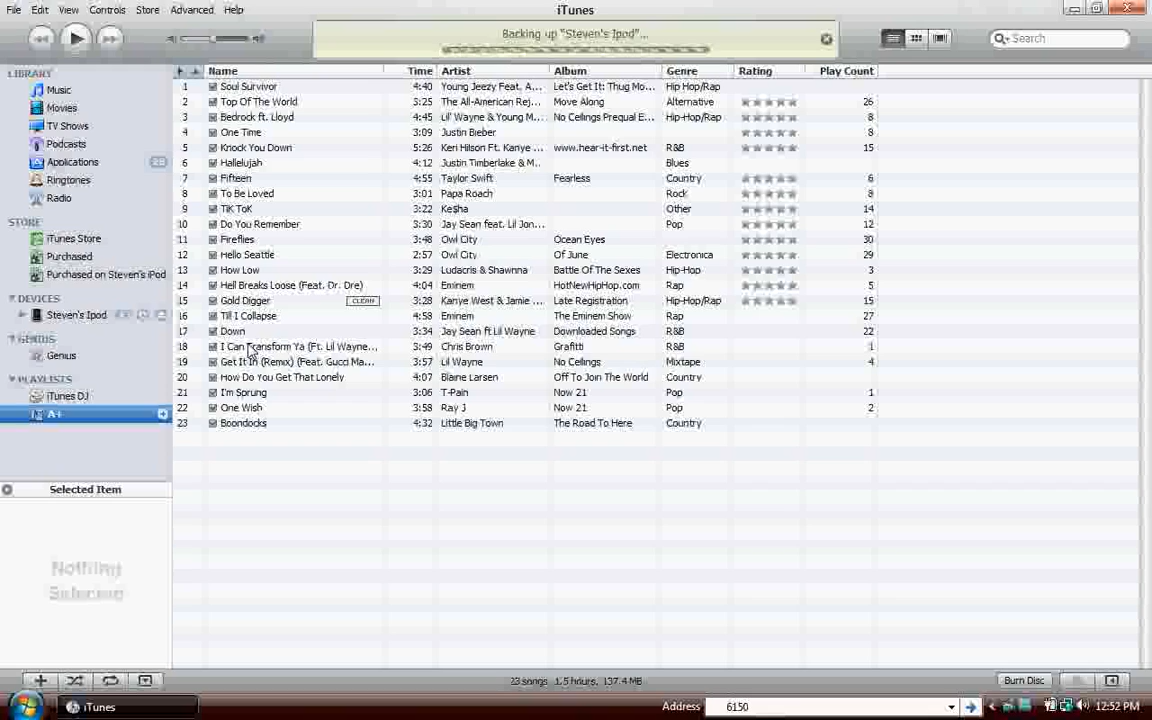 File Edit View Controls Store Advanced Help
iTunes
Backing up "Steven's Ipod"...
Search
LIBRARY
Music
Movies
TV Shows
Podcasts
Applications
Ringtones
Radio
STORE
iTunes Store
Purchased
Purchased on Steven's iPod
DEVICES
Steven's Ipod
GENIUS
Genius
PLAYLISTS
iTunes DJ
A+
Selected Item
Nothing
Selected
Name Time Artist Album Genre Rating Play Count
1 Soul Survivor 4:40 Young Jeezy Feat. A... Let's Get It: Thug Mo... Hip Hop/Rap
2 Top Of The World 3:25 The All-American Rej... Move Along Alternative 26
3 Bedrock ft. Lloyd 4:45 Lil' Wayne & Young M... No Ceilings Prequel E... Hip-Hop/Rap 8
4 One Time 3:09 Justin Bieber 8
5 Knock You Down 5:26 Keri Hilson Ft. Kanye ... www.hear-it-first.net R&B 15
6 Hallelujah 4:12 Justin Timberlake & M... Blues
7 Fifteen 4:55 Taylor Swift Fearless Country 6
8 To Be Loved 3:01 Papa Roach Rock 8
9 TiK ToK 3:22 Ke$ha Other 14
10 Do You Remember 3:30 Jay Sean feat. Lil Jon... Pop 12
11 Fireflies 3:48 Owl City Ocean Eyes 30
12 Hello Seattle 2:57 Owl City Of June Electronica 29
13 How Low 3:29 Ludacris & Shawnna Battle Of The Sexes Hip-Hop 3
14 Hell Breaks Loose (Feat. Dr. Dre) 4:04 Eminem HotNewHipHop.com Rap 5
15 Gold Digger CLEAN 3:28 Kanye West & Jamie ... Late Registration Hip-Hop/Rap 15
16 Till I Collapse 4:58 Eminem The Eminem Show Rap 27
17 Down 3:34 Jay Sean ft Lil Wayne Downloaded Songs R&B 22
18 I Can Transform Ya (Ft. Lil Wayne... 3:49 Chris Brown Grafitti R&B 1
19 Get It In (Remix) (Feat. Gucci Ma... 3:57 Lil Wayne No Ceilings Mixtape 4
20 How Do You Get That Lonely 4:07 Blaine Larsen Off To Join The World Country
21 I'm Sprung 3:06 T-Pain Now 21 Pop 1
22 One Wish 3:58 Ray J Now 21 Pop 2
23 Boondocks 4:32 Little Big Town The Road To Here Country
23 songs, 1.5 hours, 137.4 MB
Burn Disc
iTunes
Address 6150
12:52 PM